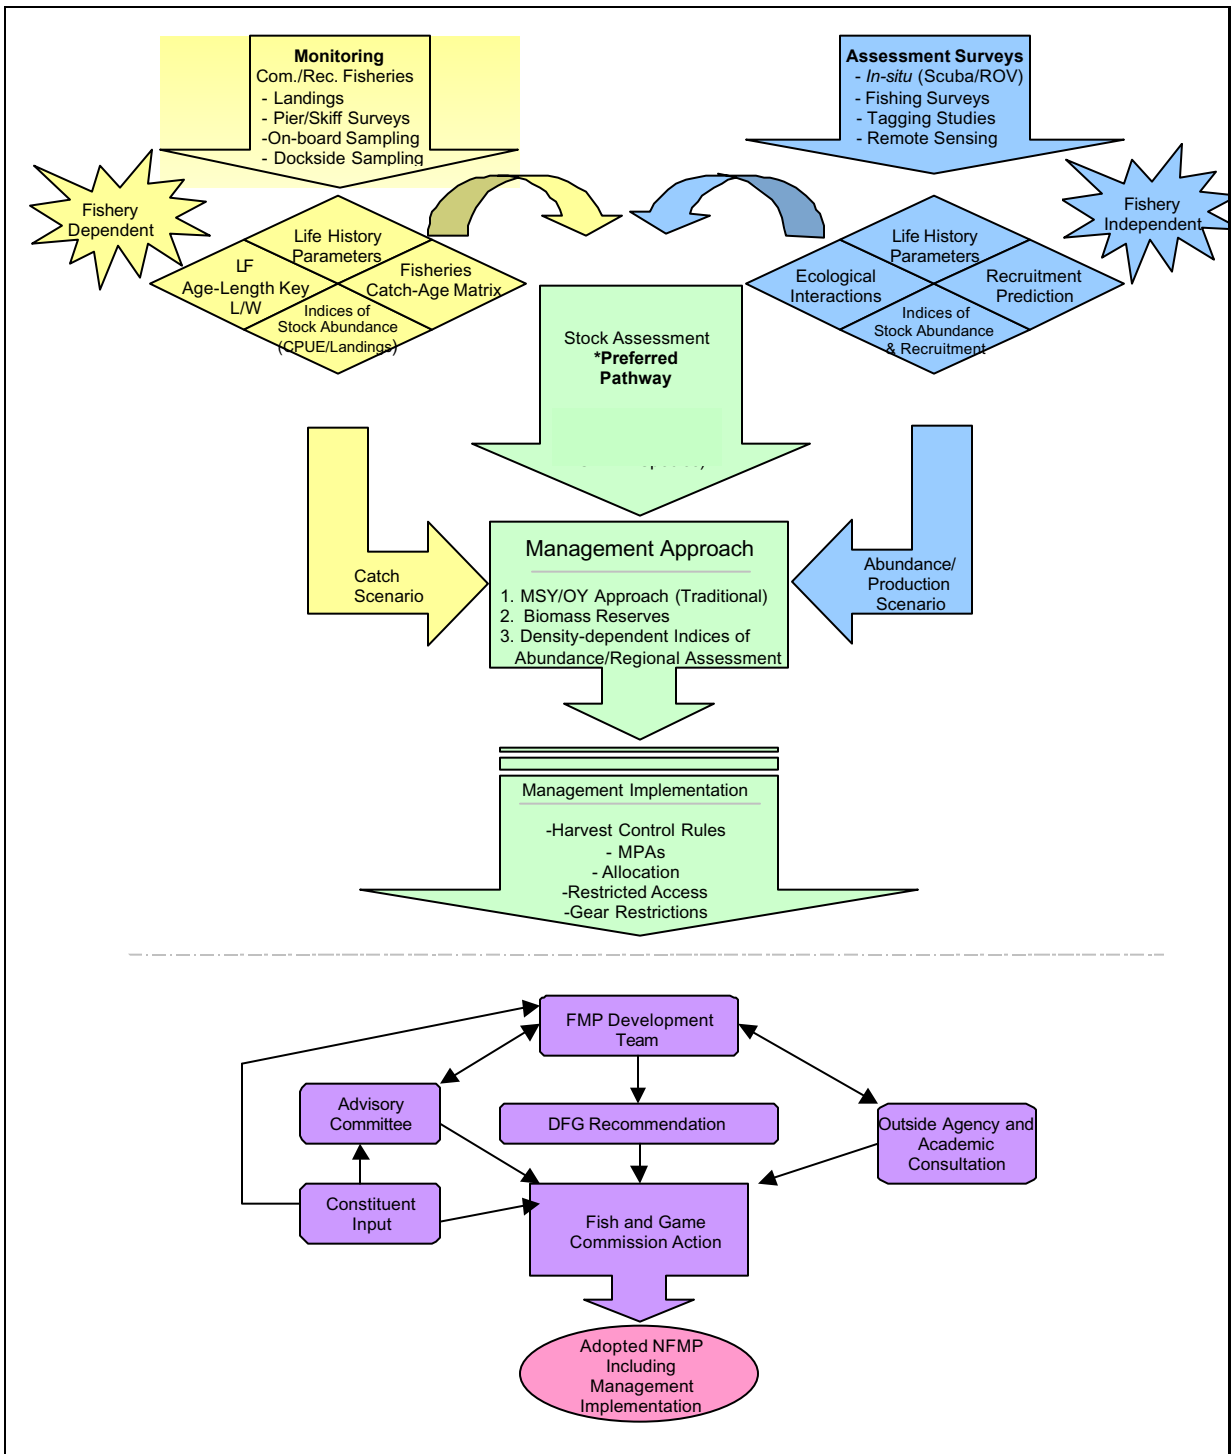 Monitoring
Com./Rec. Fisheries
- Landings
- Pier/Skiff Surveys
-On-board Sampling
- Dockside Sampling
Assessment Surveys
- In-situ (Scuba/ROV)
- Fishing Surveys
- Tagging Studies
- Remote Sensing
Fishery
Dependent
Fishery
Independent
Life History
Parameters
LF
Age-Length Key
L/W
Fisheries
Catch-Age Matrix
Indices of
Stock Abundance
(CPUE/Landings)
Life History
Parameters
Ecological
Interactions
Recruitment
Prediction
Indices of
Stock Abundance
& Recruitment
Stock Assessment
*Preferred
Pathway
Catch
Scenario
Abundance/
Production
Scenario
Management Approach
1. MSY/OY Approach (Traditional)
2. Biomass Reserves
3. Density-dependent Indices of
Abundance/Regional Assessment
Management Implementation
-Harvest Control Rules
- MPAs
- Allocation
-Restricted Access
-Gear Restrictions
FMP Development
Team
Advisory
Committee
DFG Recommendation
Outside Agency and
Academic
Consultation
Constituent
Input
Fish and Game
Commission Action
Adopted NFMP
Including
Management
Implementation